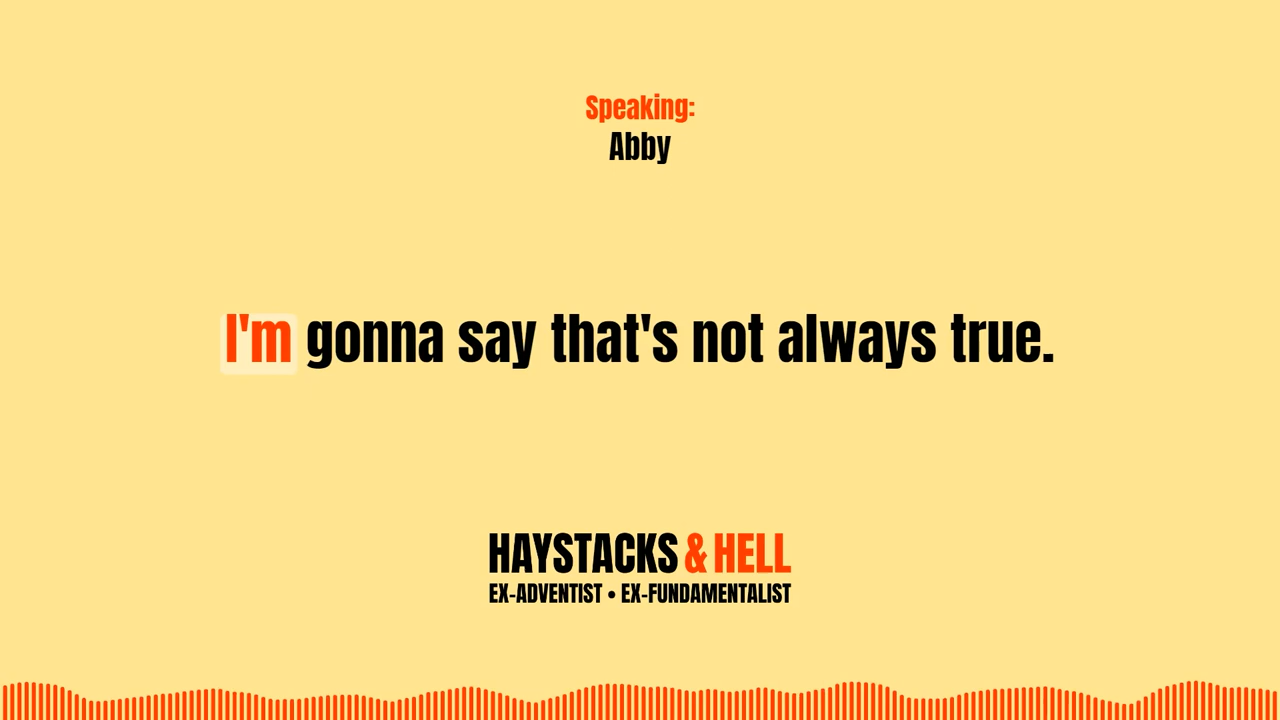 Speaking:
Abby
I'm gonna say that's not always true.
HAYSTACKS & HELL
EX-ADVENTIST • EX-FUNDAMENTALIST